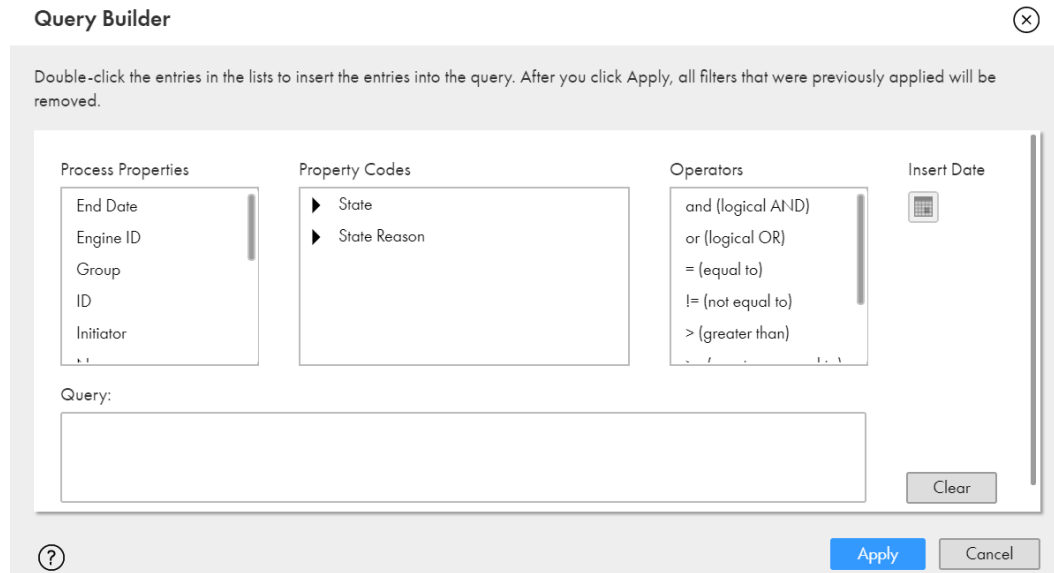 Query Builder
Double-click the entries in the lists to insert the entries into the query. After you click Apply, all filters that were previously applied will be
removed.
Process Properties
Property Codes
Operators
Insert Date
End Date
Engine ID
Group
ID
Initiator
State
State Reason
and (logical AND)
or (logical OR)
= (equal to)
!= (not equal to)
> (greater than)
Query:
Clear
?
Apply
Cancel